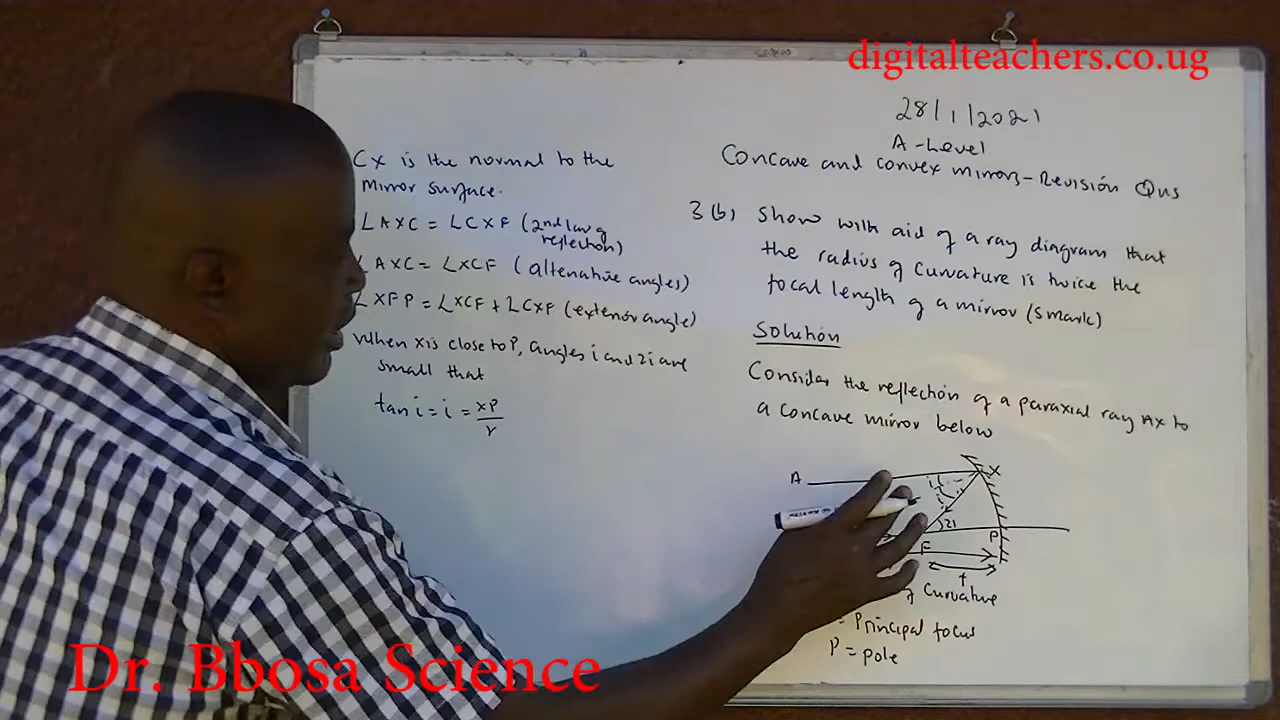 digitalteachers.co.ug
28/1/2021
A-Level
Concave and convex mirrors-Revision Qns
3(b) Show with aid of a ray diagram that
the radius of curvature is twice the
focal length of a mirror (5mark)
Solution
Consider the reflection of a paraxial ray AX to
a concave mirror below
A
X
2i
P
F
f
of Curvature
= Principal focus
P = pole
CX is the normal to the
mirror surface.
∠AXC = ∠CXF (2nd law of
reflection)
∠AXC = ∠XCF (altenative angles)
∠XFP = ∠XCF + ∠CXF (exterior angle)
When X is close to P, angles i and 2i are
small that
tan i = i = XP
r
Dr. Bbosa Science